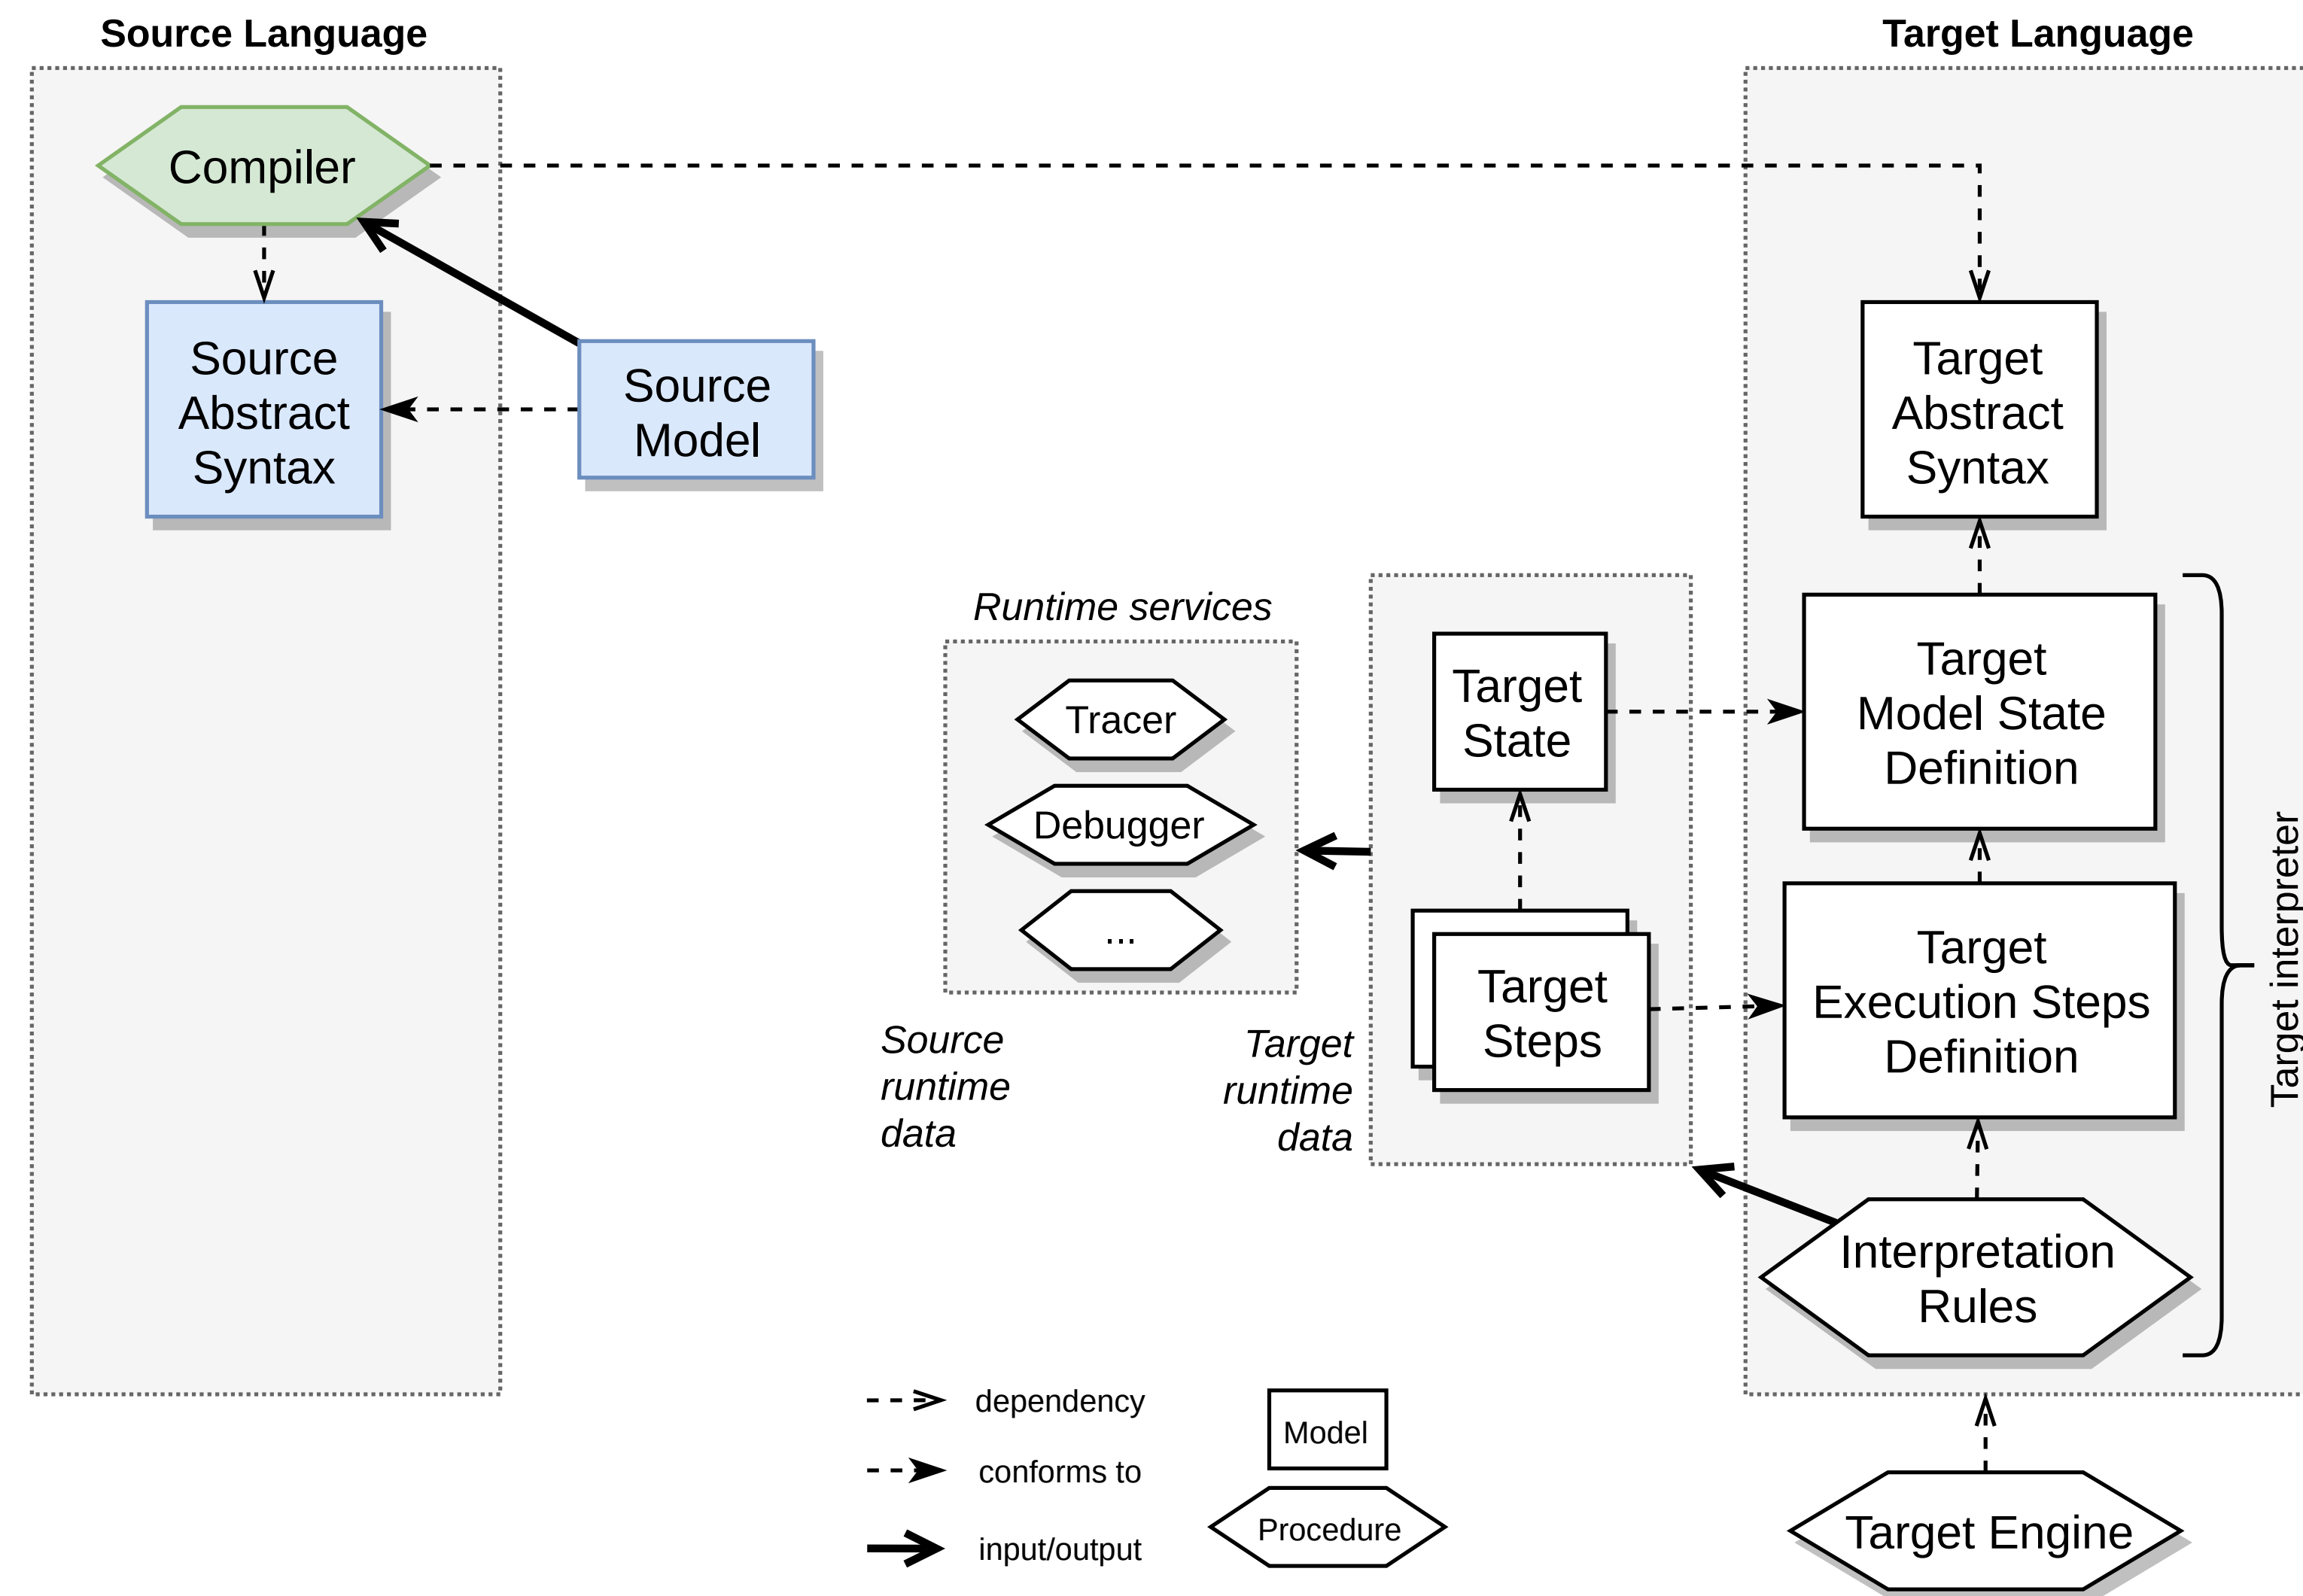 Source Language
Target Language
Compiler
Source
Abstract
Syntax
Source
Model
Target
Abstract
Syntax
Runtime services
Tracer
Debugger
...
Target
State
Target
Steps
Target
Model State
Definition
Target
Execution Steps
Definition
Target interpreter
Source
runtime
data
Target
runtime
data
Interpretation
Rules
dependency
conforms to
input/output
Model
Procedure
Target Engine